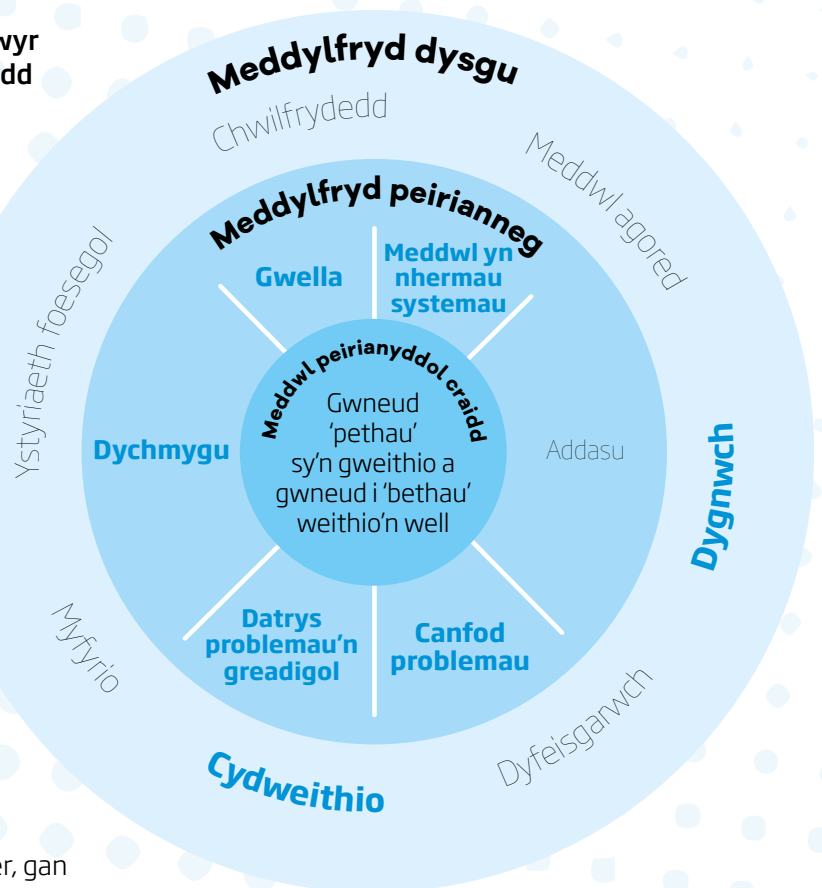 wyr
dd
Meddylfryd dysgu
Chwilfrydedd
Meddwl agored
Ystyriaeth foesegol
Meddylfryd peirianneg
Gwella
Meddwl yn
nhermau
systemau
Meddwl peirianyddol craidd
Gwneud
‘pethau’
sy’n gweithio a
gwneud i ‘bethau’
weithio’n well
Dychmygu
Addasu
Dygnwch
Datrys
problemau’n
greadigol
Canfod
problemau
Myfyrio
Dyfeisgarwch
Cydweithio
er, gan